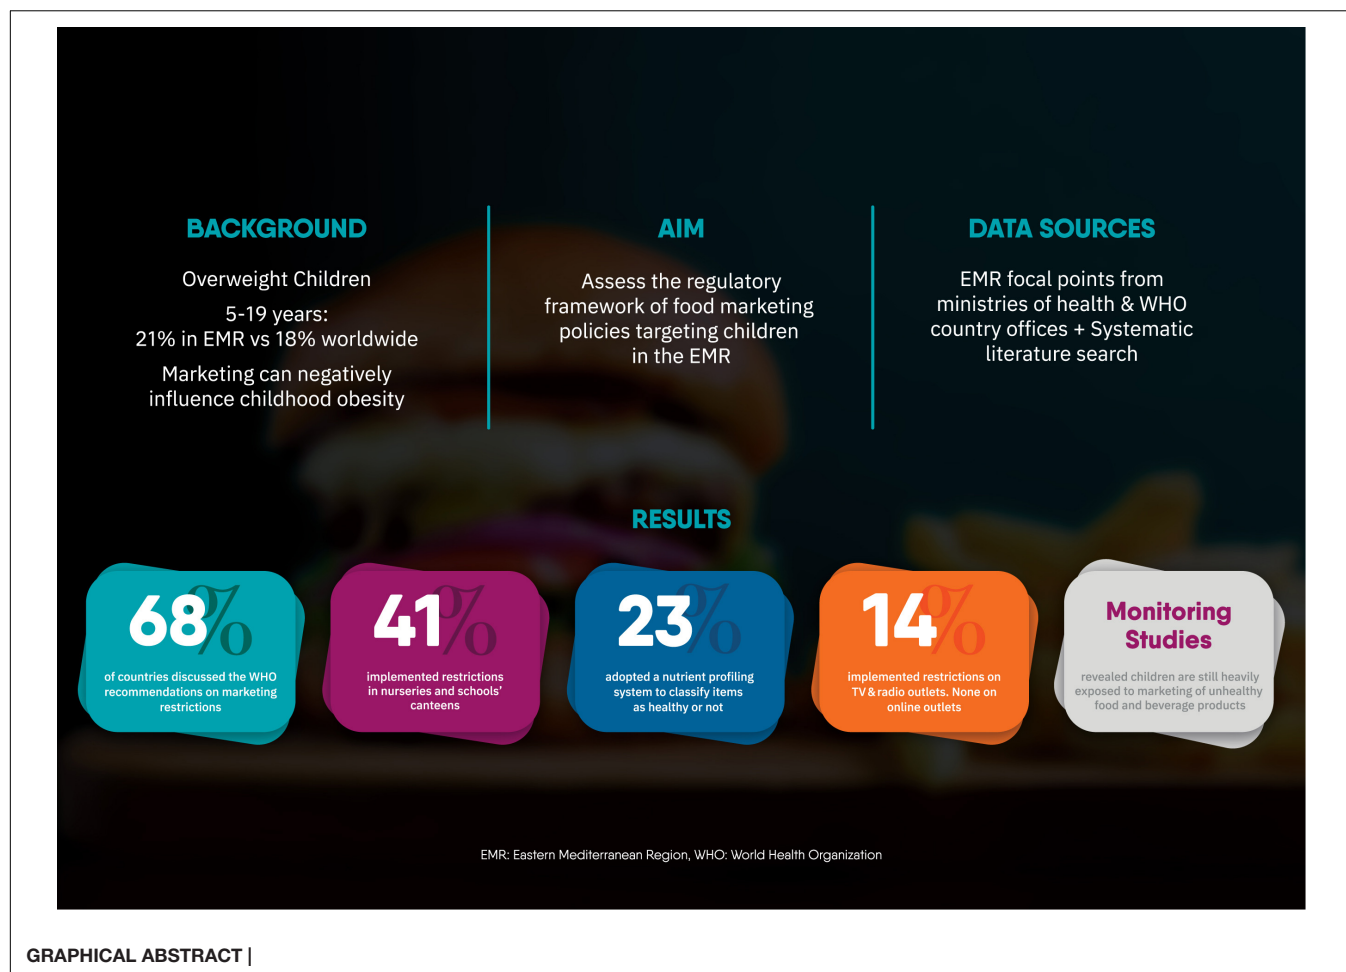 BACKGROUND
Overweight Children
5-19 years:
21% in EMR vs 18% worldwide
Marketing can negatively
influence childhood obesity
AIM
Assess the regulatory
framework of food marketing
policies targeting children
in the EMR
DATA SOURCES
EMR focal points from
ministries of health & WHO
country offices + Systematic
literature search
RESULTS
68%
of countries discussed the WHO
recommendations on marketing
restrictions
41%
implemented restrictions
in nurseries and schools'
canteens
23%
adopted a nutrient profiling
system to classify items
as healthy or not
14%
implemented restrictions on
TV & radio outlets. None on
online outlets
Monitoring
Studies
revealed children are still heavily
exposed to marketing of unhealthy
food and beverage products
EMR: Eastern Mediterranean Region, WHO: World Health Organization
GRAPHICAL ABSTRACT |